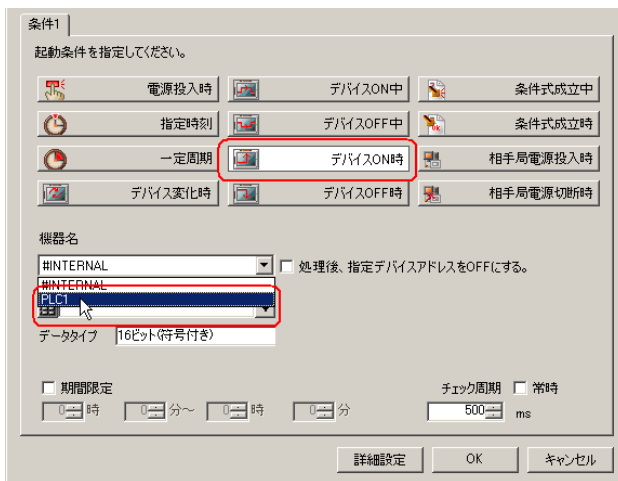 条件1
起動条件を指定してください。
電源投入時 デバイスON中 条件式成立中
指定時刻 デバイスOFF中 条件式成立時
一定周期 デバイスON時 相手局電源投入時
デバイス変化時 デバイスOFF時 相手局電源切断時
機器名
#INTERNAL 処理後、指定デバイスアドレスをOFFにする。
#INTERNAL
PLC1
データタイプ 16ビット(符号付き)
期間限定 チェック周期 常時
0 時 0 分~ 0 時 0 分 500 ms
詳細設定 OK キャンセル